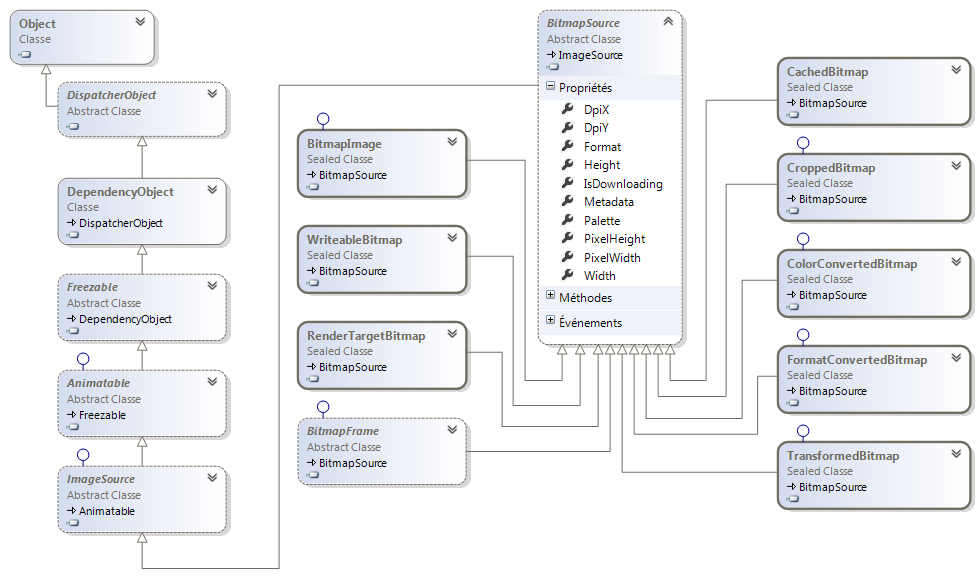 Object
Classe
DispatcherObject
Abstract Classe
DependencyObject
Classe
DispatcherObject
Freezable
Abstract Classe
DependencyObject
Animatable
Abstract Classe
Freezable
ImageSource
Abstract Classe
Animatable
BitmapImage
Sealed Classe
BitmapSource
WriteableBitmap
Sealed Classe
BitmapSource
RenderTargetBitmap
Sealed Classe
BitmapSource
BitmapFrame
Abstract Classe
BitmapSource
BitmapSource
Abstract Classe
ImageSource
Propriétés
DpiX
DpiY
Format
Height
IsDownloading
Metadata
Palette
PixelHeight
PixelWidth
Width
Méthodes
Événements
CachedBitmap
Sealed Classe
BitmapSource
CroppedBitmap
Sealed Classe
BitmapSource
ColorConvertedBitmap
Sealed Classe
BitmapSource
FormatConvertedBitmap
Sealed Classe
BitmapSource
TransformedBitmap
Sealed Classe
BitmapSource